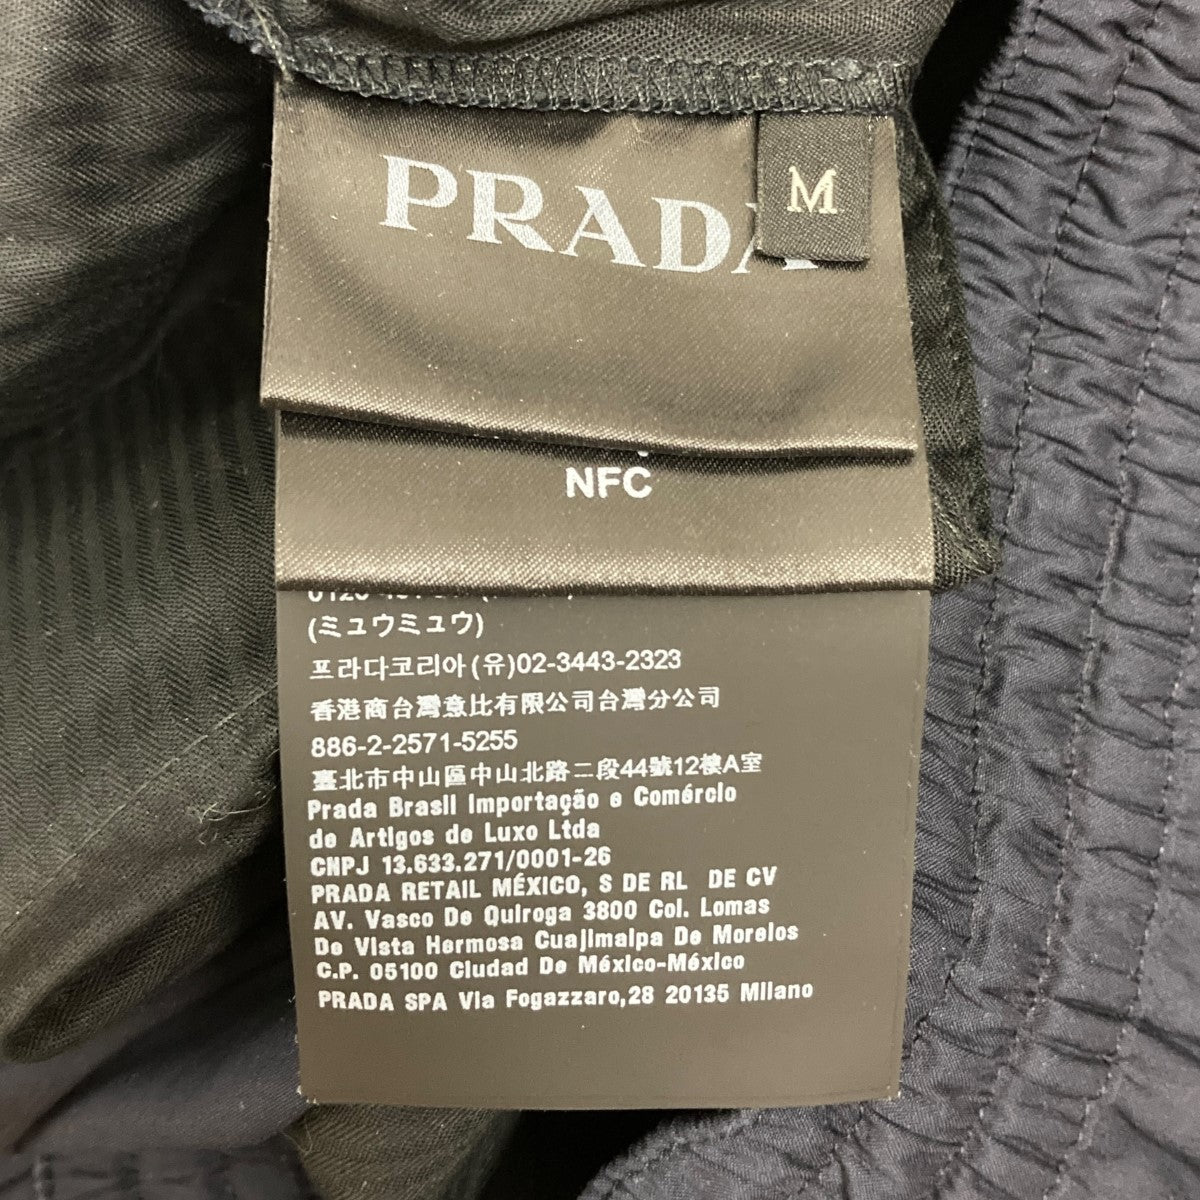 PRADA
M
NFC
(ミュウミュウ)
프라다코리아(유)02-3443-2323
香港商台灣意比有限公司台灣分公司
886-2-2571-5255
臺北市中山區中山北路二段44號12樓A室
Prada Brasil Importação e Comércio
de Artigos de Luxo Ltda
CNPJ 13.633.271/0001-26
PRADA RETAIL MÉXICO, S DE RL DE CV
AV. Vasco De Quiroga 3800 Col. Lomas
De Vista Hermosa Cuajimalpa De Morelos
C.P. 05100 Ciudad De México-México
PRADA SPA Via Fogazzaro,28 20135 Milano